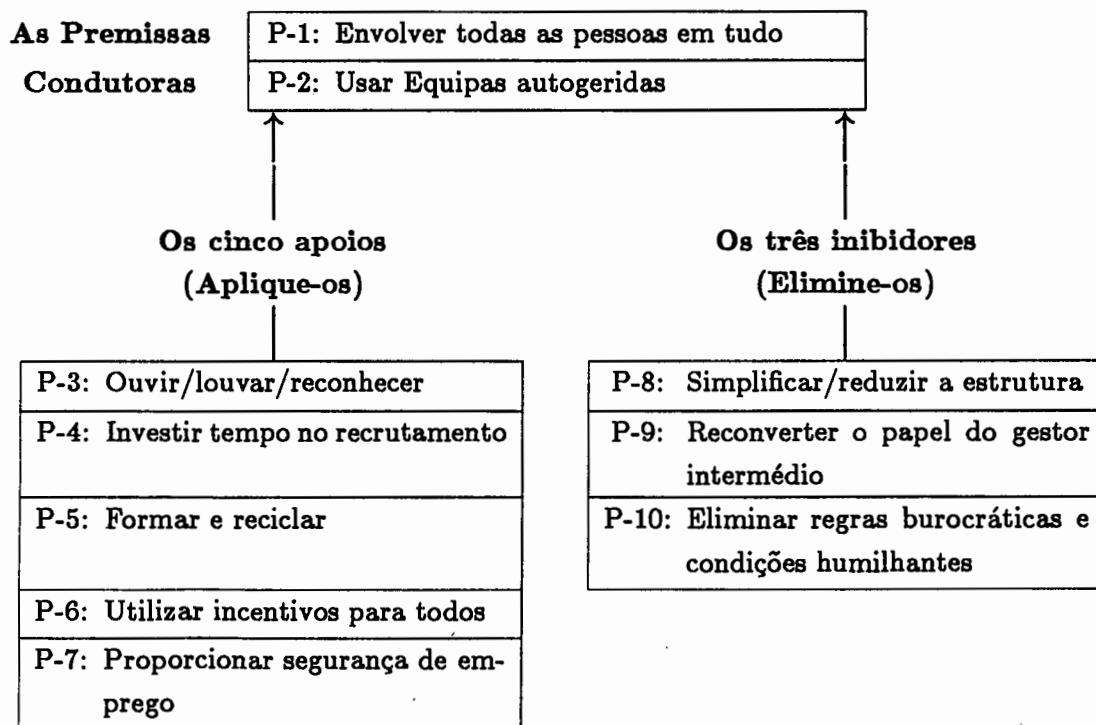 As Premissas
Condutoras
P-1: Envolver todas as pessoas em tudo
P-2: Usar Equipas autogeridas
Os cinco apoios
(Aplique-os)
P-3: Ouvir/louvar/reconhecer
P-4: Investir tempo no recrutamento
P-5: Formar e reciclar
P-6: Utilizar incentivos para todos
P-7: Proporcionar segurança de em-
prego
Os três inibidores
(Elimine-os)
P-8: Simplificar/reduzir a estrutura
P-9: Reconverter o papel do gestor
intermédio
P-10: Eliminar regras burocráticas e
condições humilhantes